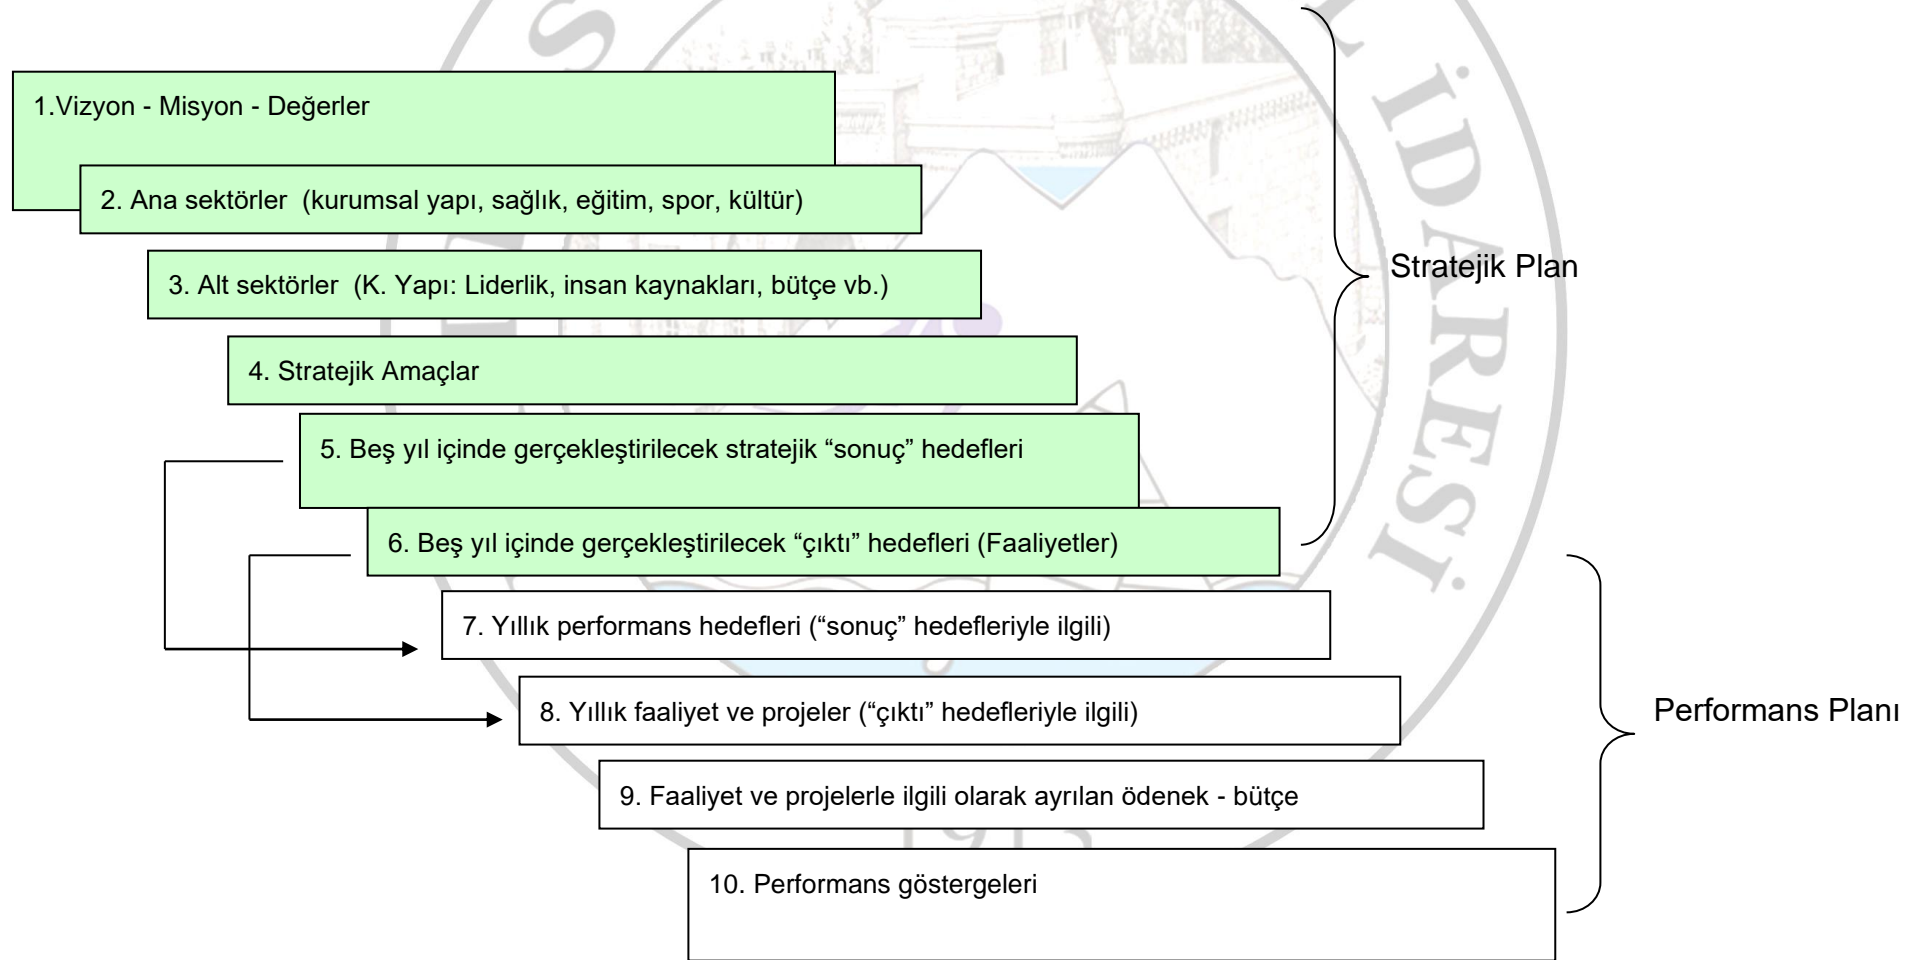 1.Vizyon - Misyon - Değerler
2. Ana sektörler  (kurumsal yapı, sağlık, eğitim, spor, kültür)
3. Alt sektörler  (K. Yapı: Liderlik, insan kaynakları, bütçe vb.)
Stratejik Plan
4. Stratejik Amaçlar
5. Beş yıl içinde gerçekleştirilecek stratejik “sonuç” hedefleri
6. Beş yıl içinde gerçekleştirilecek “çıktı” hedefleri (Faaliyetler)
7. Yıllık performans hedefleri (“sonuç” hedefleriyle ilgili)
8. Yıllık faaliyet ve projeler (“çıktı” hedefleriyle ilgili)
Performans Planı
9. Faaliyet ve projelerle ilgili olarak ayrılan ödenek - bütçe
10. Performans göstergeleri
İDARESİ